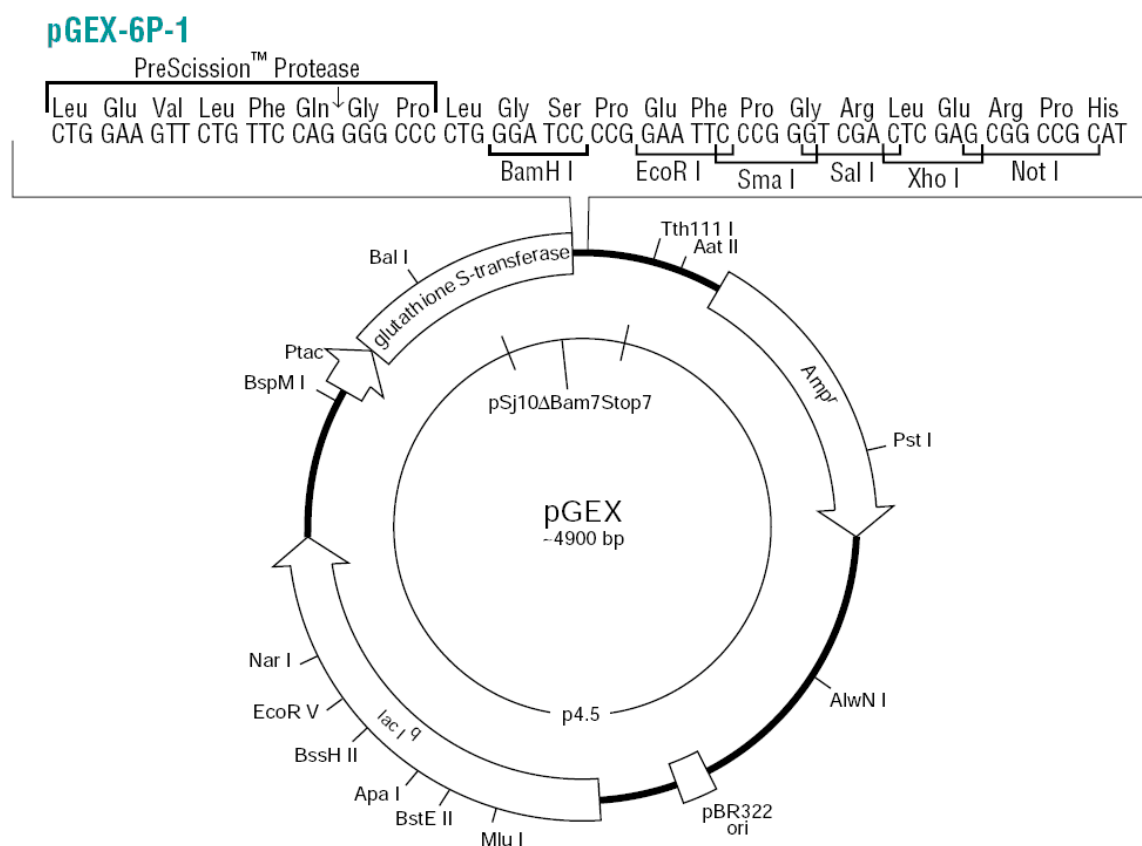 pGEX-6P-1
PreScission™ Protease
Leu Glu Val Leu Phe Gln↓Gly Pro Leu Gly Ser Pro Glu Phe Pro Gly Arg Leu Glu Arg Pro His
CTG GAA GTT CTG TTC CAG GGG CCC CTG GGA TCC CCG GAA TTC CCG GGT CGA CTC GAG CGG CCG CAT
BamH I EcoR I Sma I Sal I Xho I Not I
Tth111 I
Aat II
Bal I
glutathione S-transferase
Ptac
BspM I
pSj10ΔBam7Stop7
Ampr
Pst I
pGEX
~4900 bp
Nar I
EcoR V
BssH II
Apa I
BstE II
Mlu I
lac Iq
p4.5
AlwN I
pBR322
ori